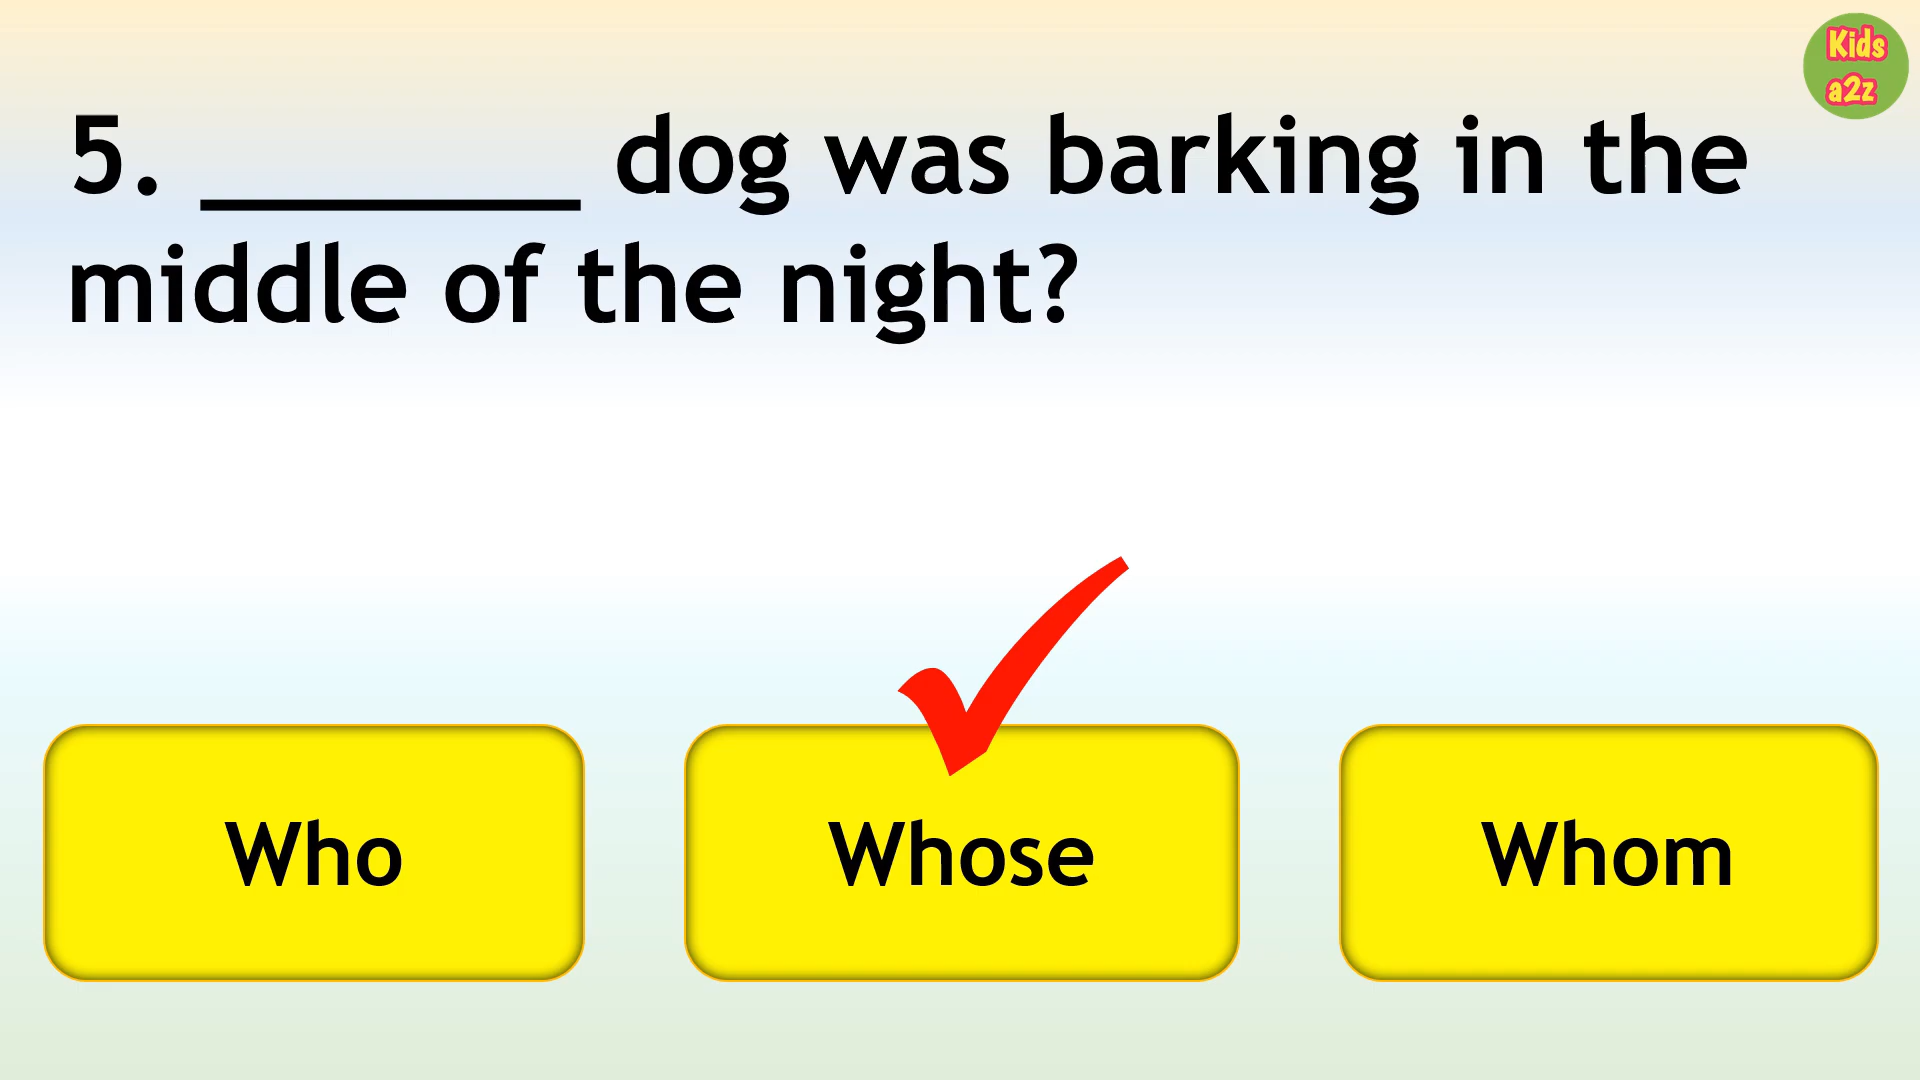 Kids
a2z
5. _______ dog was barking in the
middle of the night?
Who
Whose
Whom